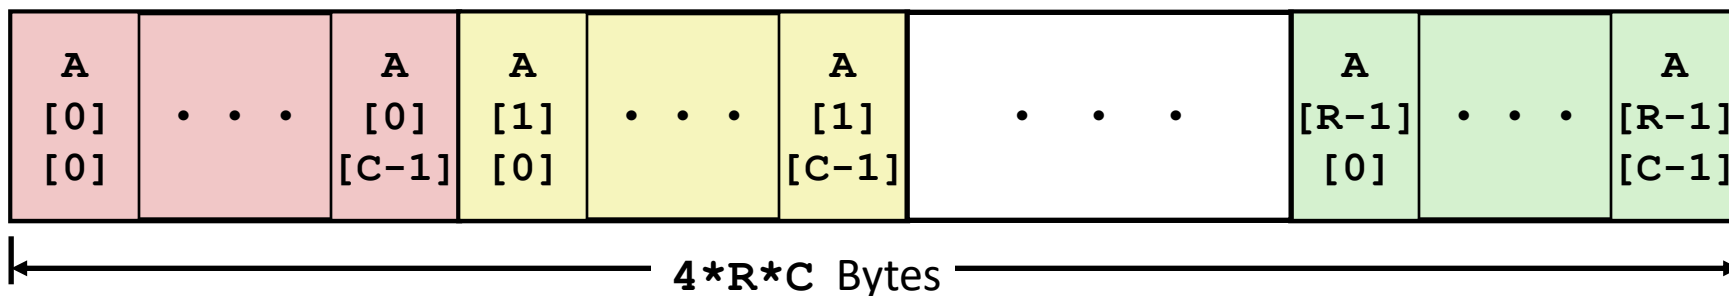 A A A A A A
[0] • • • [0] [1] • • • [1] • • • [R-1] • • • [R-1]
[0] [C-1] [0] [C-1] [0] [C-1]
4*R*C Bytes